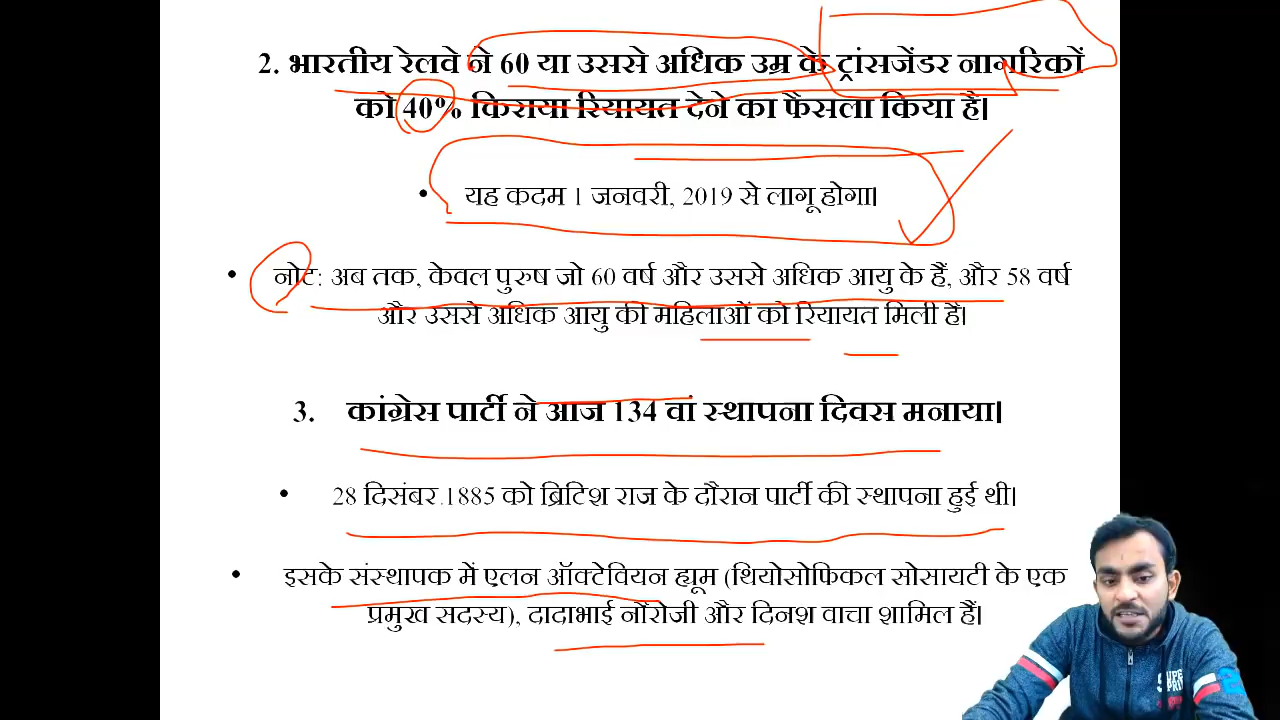 2. भारतीय रेलवे ने 60 या उससे अधिक उम्र के ट्रांसजेंडर नागरिकों
को 40% किराया रियायत देने का फैसला किया है।
• यह कदम 1 जनवरी, 2019 से लागू होगा।
• नोट: अब तक, केवल पुरुष जो 60 वर्ष और उससे अधिक आयु के हैं, और 58 वर्ष
और उससे अधिक आयु की महिलाओं को रियायत मिली है।
3. कांग्रेस पार्टी ने आज 134 वां स्थापना दिवस मनाया।
• 28 दिसंबर.1885 को ब्रिटिश राज के दौरान पार्टी की स्थापना हुई थी।
• इसके संस्थापक में एलन ऑक्टेवियन ह्यूम (थियोसोफिकल सोसायटी के एक
प्रमुख सदस्य), दादाभाई नौरोजी और दिनश वाचा शामिल हैं।